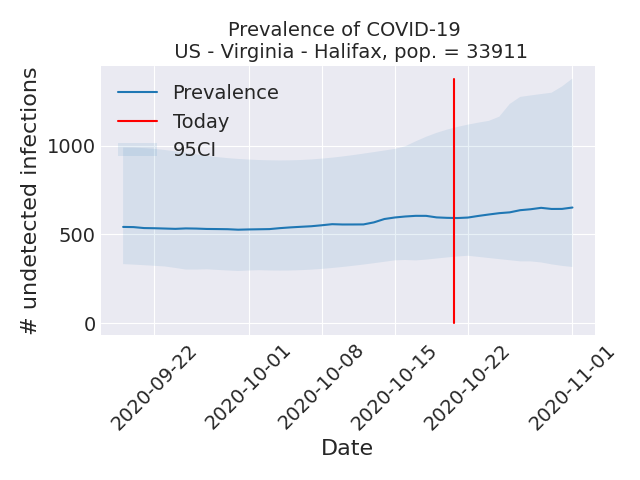 Prevalence of COVID-19
US - Virginia - Halifax, pop. = 33911
Prevalence
Today
95CI
# undetected infections
1000
500
0
2020-09-22
2020-10-01
2020-10-08
2020-10-15
2020-10-22
2020-11-01
Date